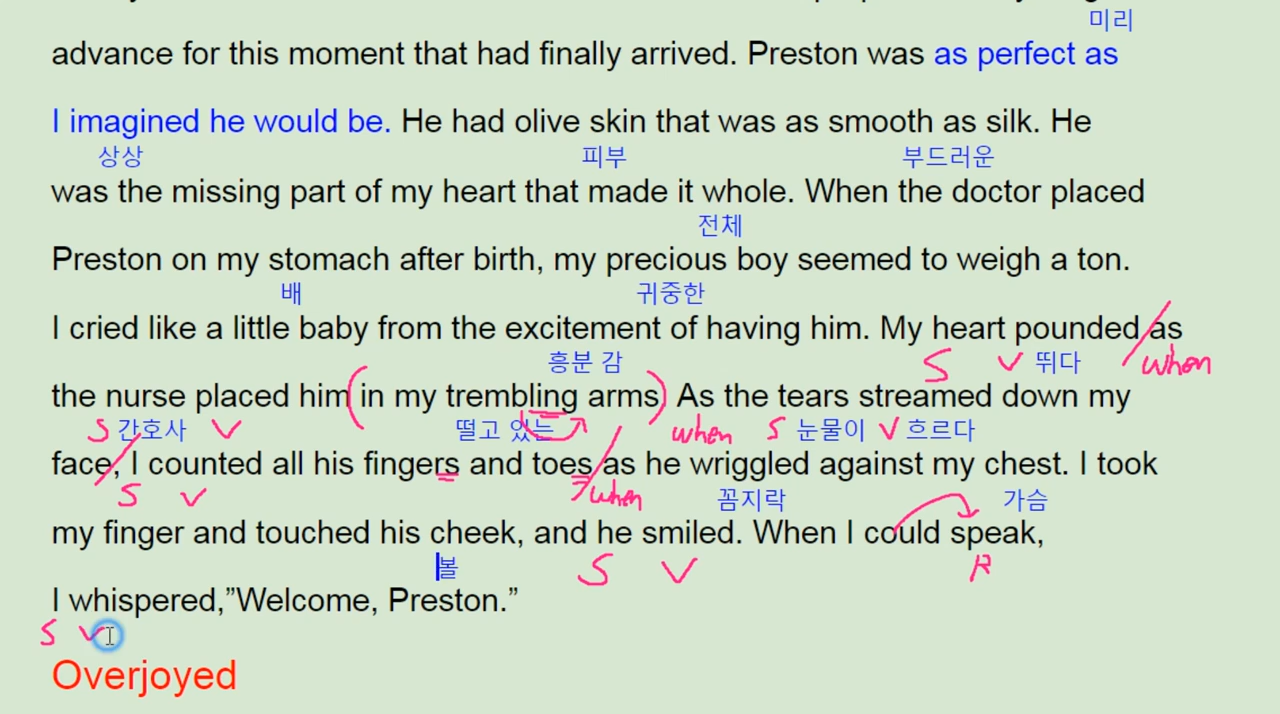 미리
advance for this moment that had finally arrived. Preston was as perfect as
I imagined he would be. He had olive skin that was as smooth as silk. He
상상 피부 부드러운
was the missing part of my heart that made it whole. When the doctor placed
전체
Preston on my stomach after birth, my precious boy seemed to weigh a ton.
배 귀중한
I cried like a little baby from the excitement of having him. My heart pounded / as
흥분 감 S V 뛰다 when
the nurse placed him (in my trembling arms) As the tears streamed down my
S 간호사 V 떨고 있는 when S 눈물이 V 흐르다
face, / I counted all his fingers and toes / as he wriggled against my chest. I took
S V when 꼼지락 가슴
my finger and touched his cheek, and he smiled. When I could speak,
볼 S V R
I whispered,”Welcome, Preston.”
S V
Overjoyed